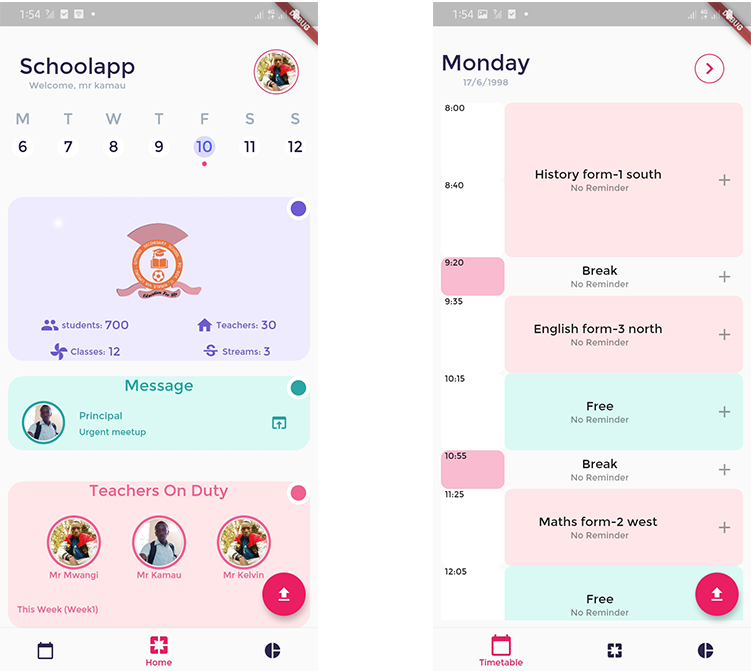 1:54
DEBUG
Schoolapp
Welcome, mr kamau
M T W T F S S
6 7 8 9 10 11 12
students: 700
Teachers: 30
Classes: 12
Streams: 3
Message
Principal
Urgent meetup
Teachers On Duty
Mr Mwangi
Mr Kamau
Mr Kelvin
This Week (Week1)
Home
1:54
DEBUG
Monday
17/6/1998
8:00
History form-1 south
No Reminder
8:40
9:20
Break
No Reminder
9:35
English form-3 north
No Reminder
10:15
Free
No Reminder
10:55
Break
No Reminder
11:25
Maths form-2 west
No Reminder
12:05
Free
No Reminder
Timetable